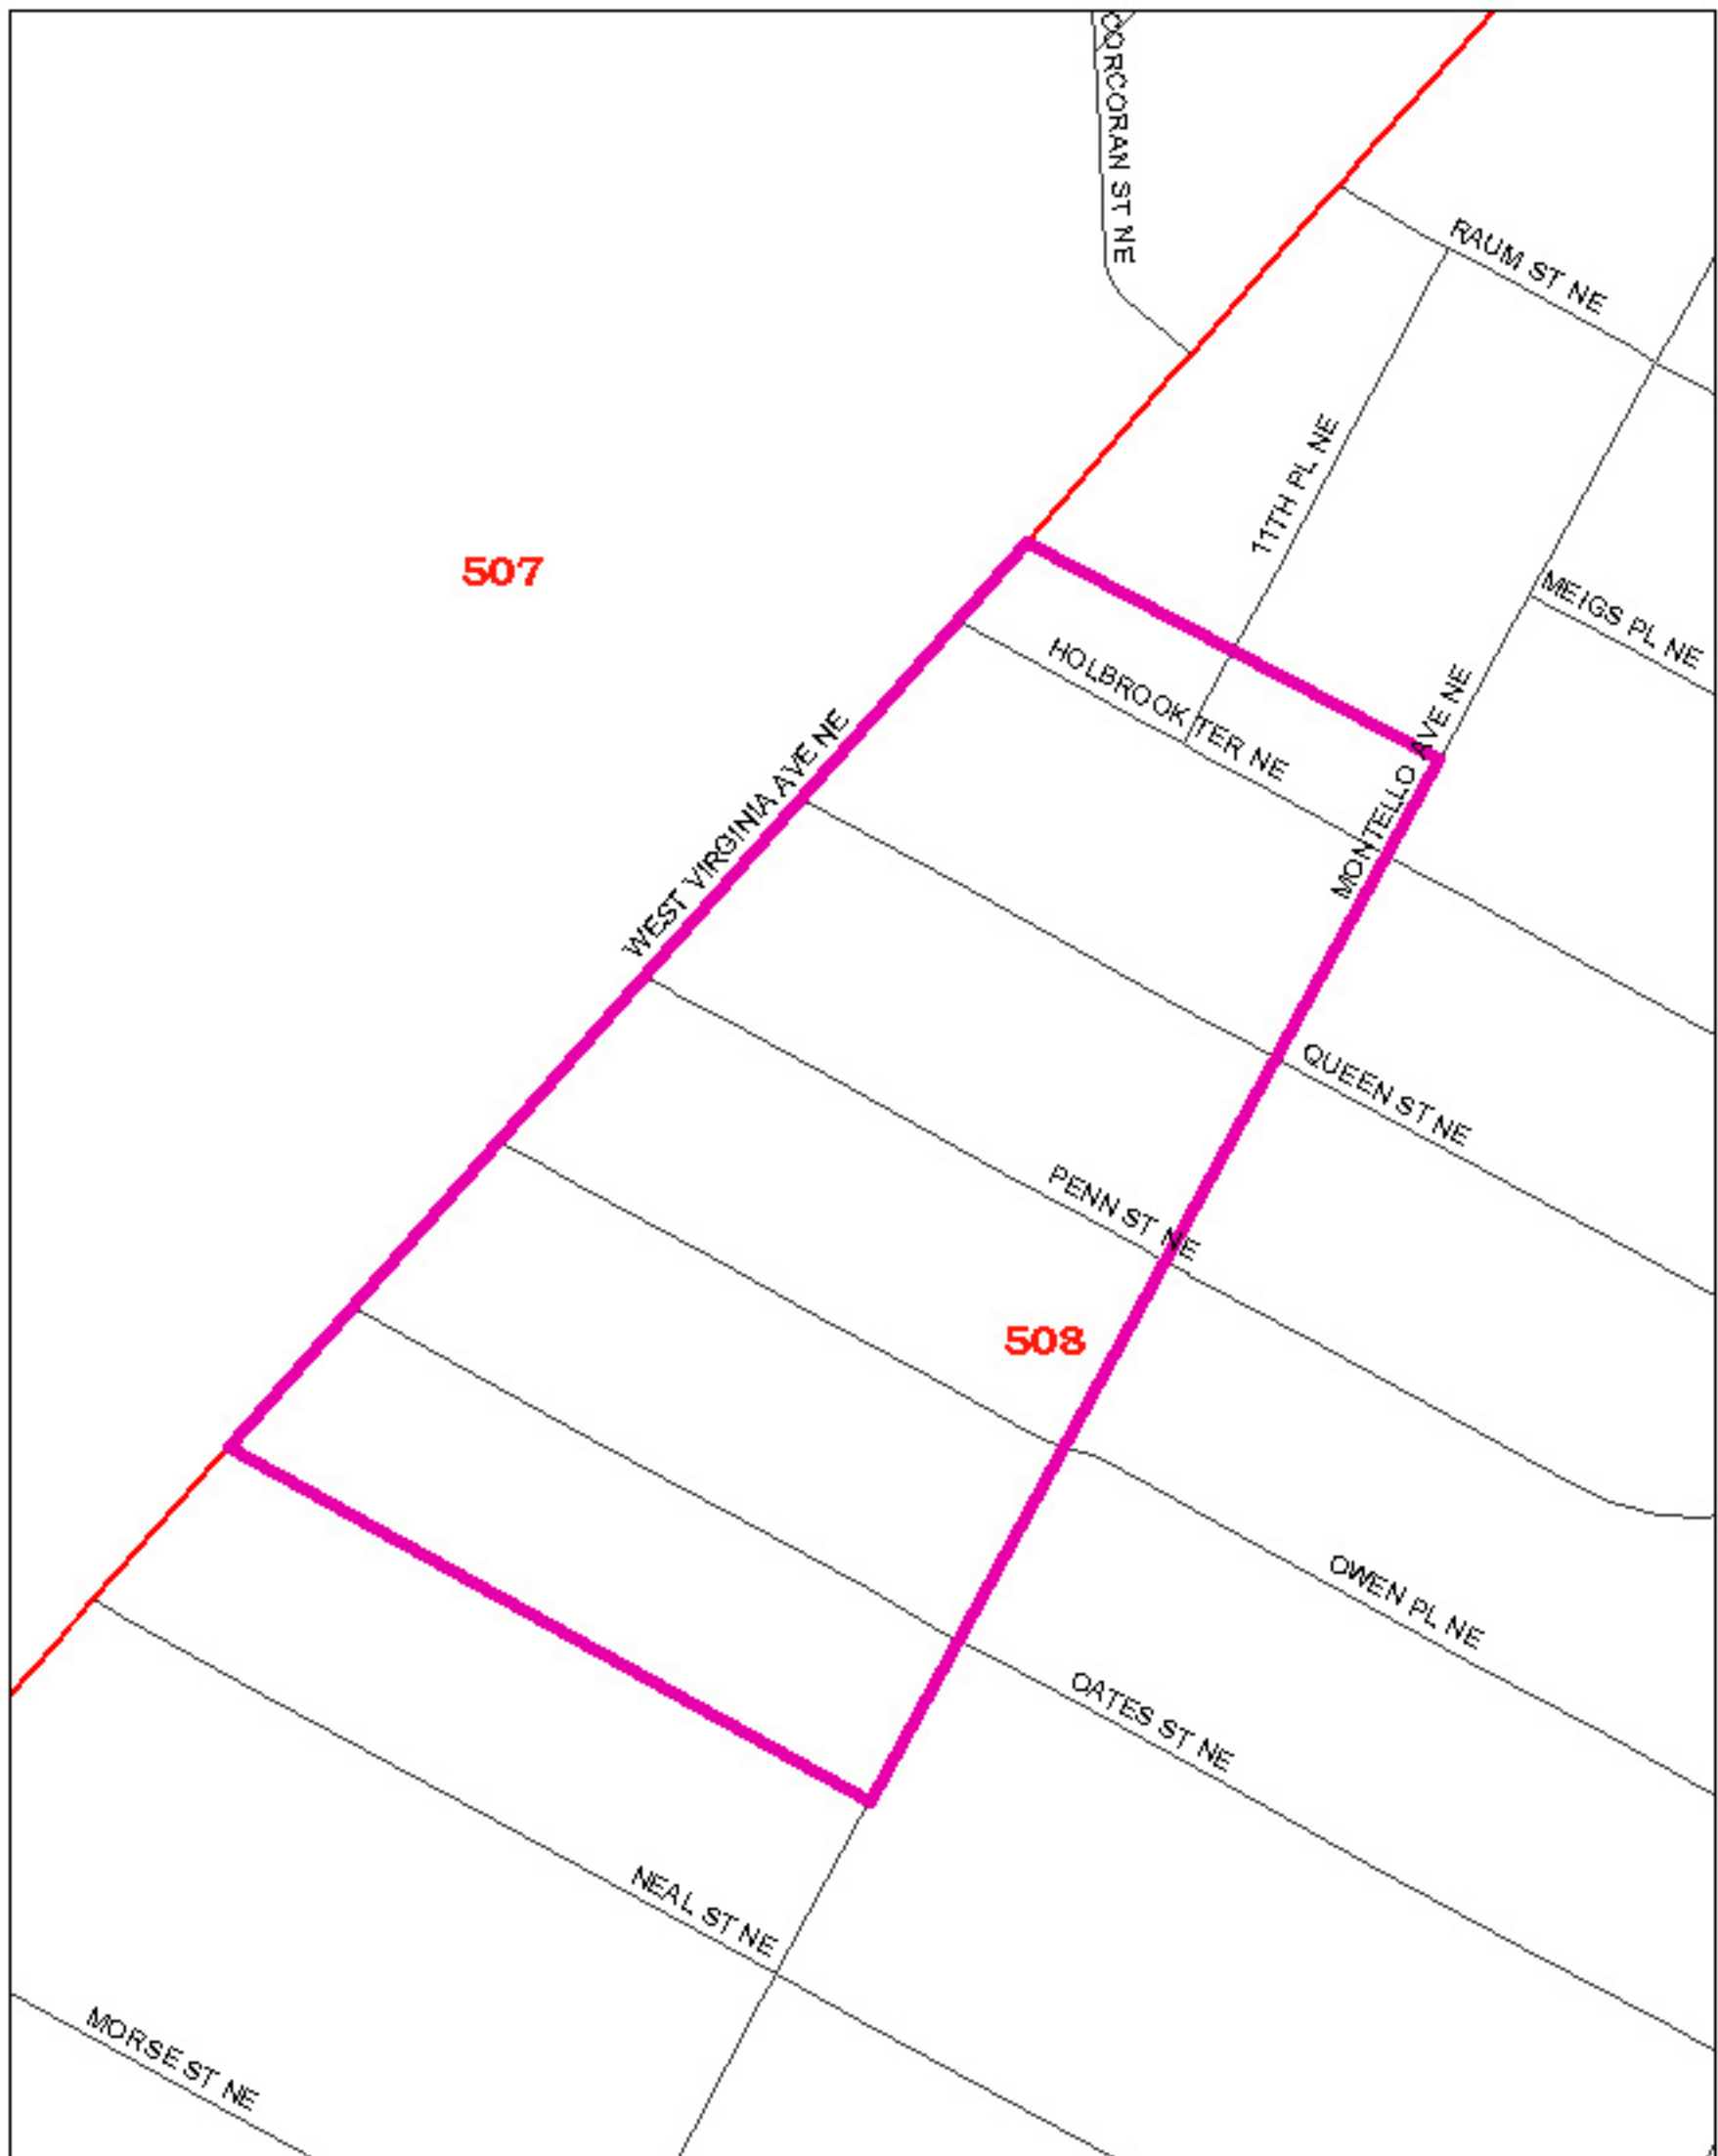 CORCORAN ST NE
RAUM ST NE
11TH PL NE
507
MEIGS PL NE
HOLBROOK TER NE
MONTELLO AVE NE
WEST VIRGINIA AVE NE
QUEEN ST NE
PENN ST NE
508
OWEN PL NE
OATES ST NE
NEAL ST NE
MORSE ST NE